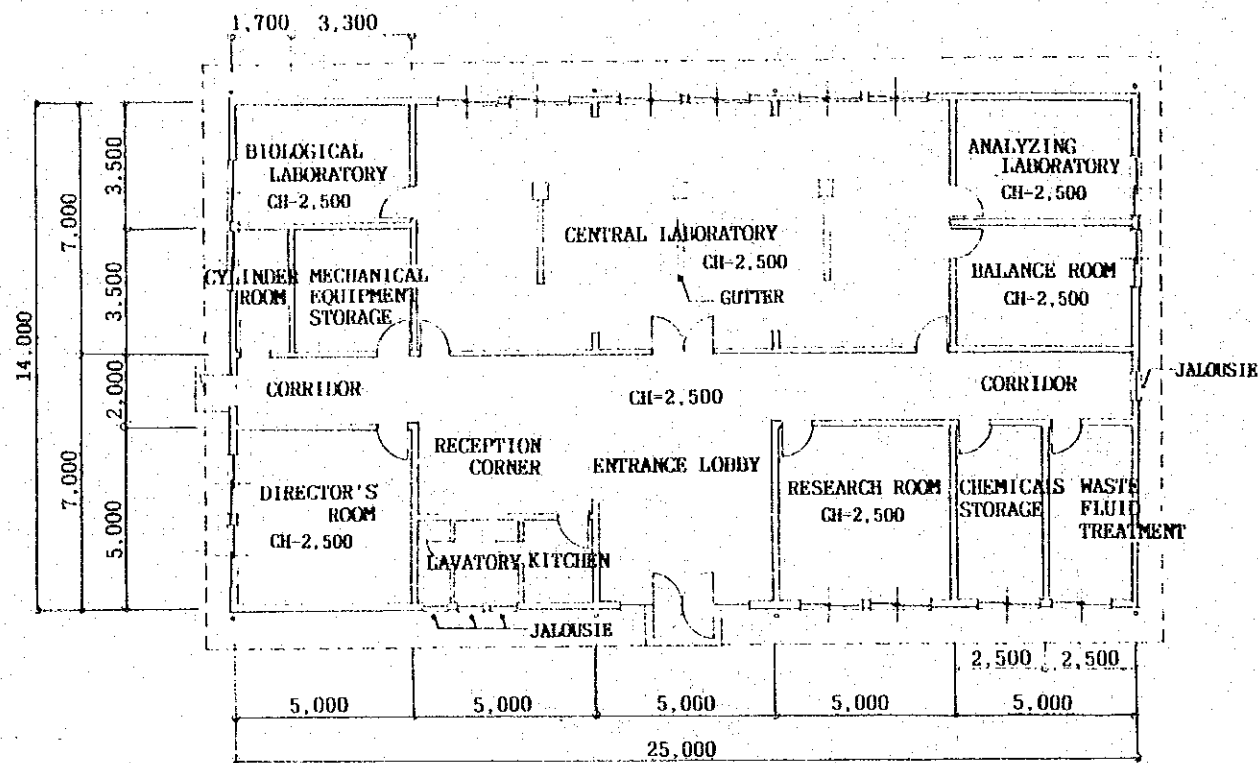 1,700 3,300
BIOLOGICAL
LABORATORY
CH-2,500
ANALYZING
LABORATORY
CH-2,500
3,500
7,000
CENTRAL LABORATORY
CH-2,500
GUTTER
BALANCE ROOM
CH-2,500
CYLINDER
ROOM
MECHANICAL
EQUIPMENT
STORAGE
3,500
14,000
2,000
CORRIDOR
CH=2,500
CORRIDOR
JALOUSIE
RECEPTION
CORNER
ENTRANCE LOBBY
7,000
5,000
DIRECTOR'S
ROOM
CH-2,500
RESEARCH ROOM
CH-2,500
CHEMICALS
STORAGE
WASTE
FLUID
TREATMENT
LAVATORY
KITCHEN
JALOUSIE
2,500 2,500
5,000 5,000 5,000 5,000 5,000
25,000